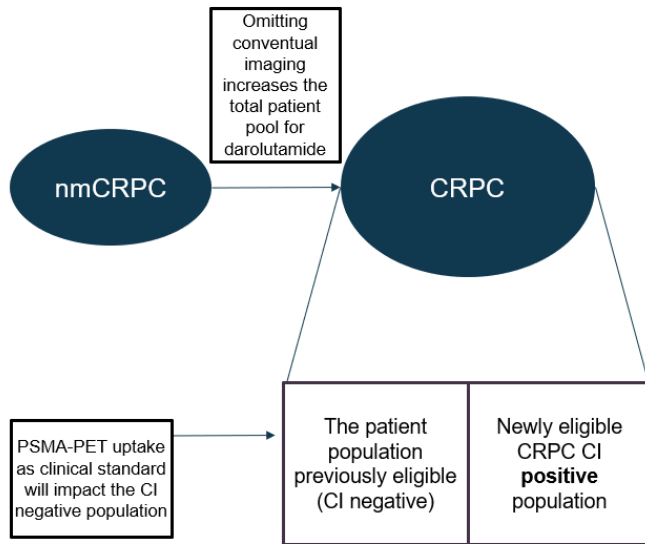 Omitting
conventual
imaging
increases the
total patient
pool for
darolutamide
nmCRPC
CRPC
PSMA-PET uptake
as clinical standard
will impact the CI
negative population
The patient
population
previously eligible
(CI negative)
Newly eligible
CRPC CI
positive
population